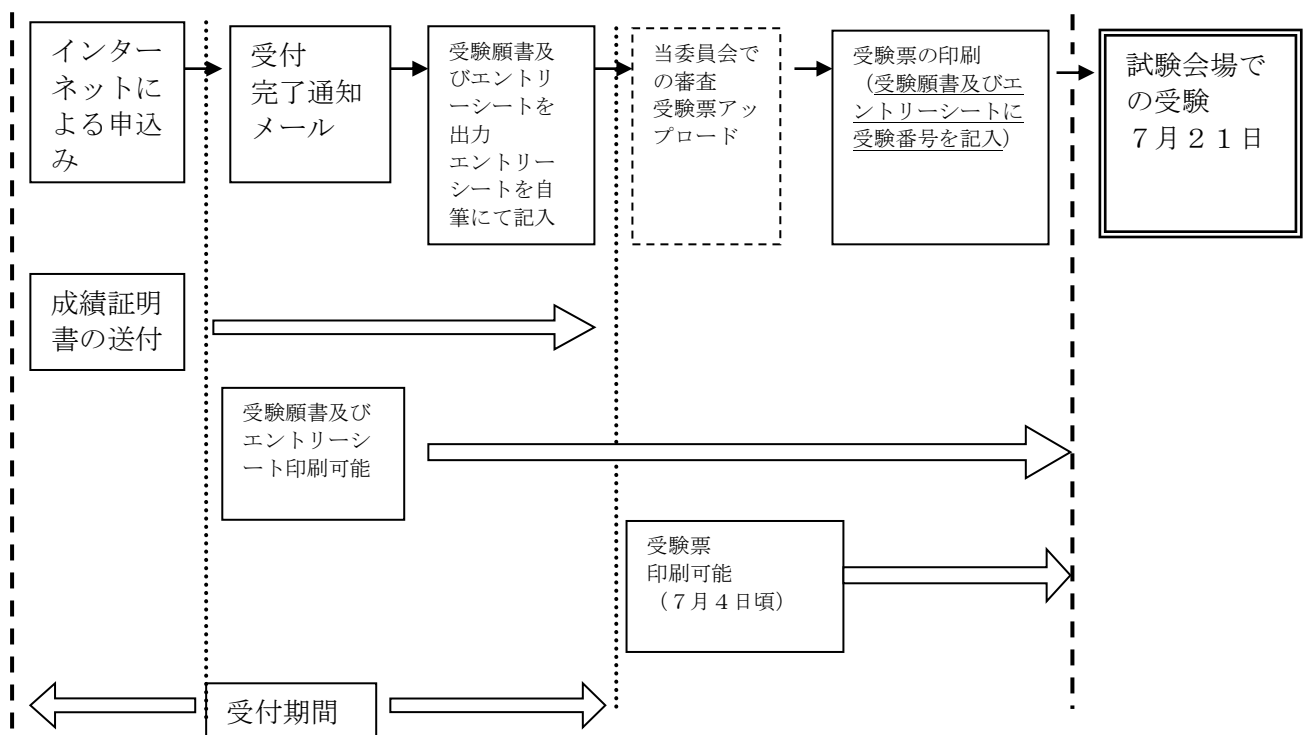 インター
ネットに
よる申込
み
受付
完了通知
メール
受験願書及
びエントリ
ーシートを
出力
エントリー
シートを自
筆にて記入
当委員会で
の審査
受験票アッ
プロード
受験票の印刷
（受験願書及びエ
ントリーシートに
受験番号を記入）
試験会場で
の受験
７月２１日
成績証明
書の送付
受験願書及び
エントリーシ
ート印刷可能
受験票
印刷可能
（７月４日頃）
受付期間